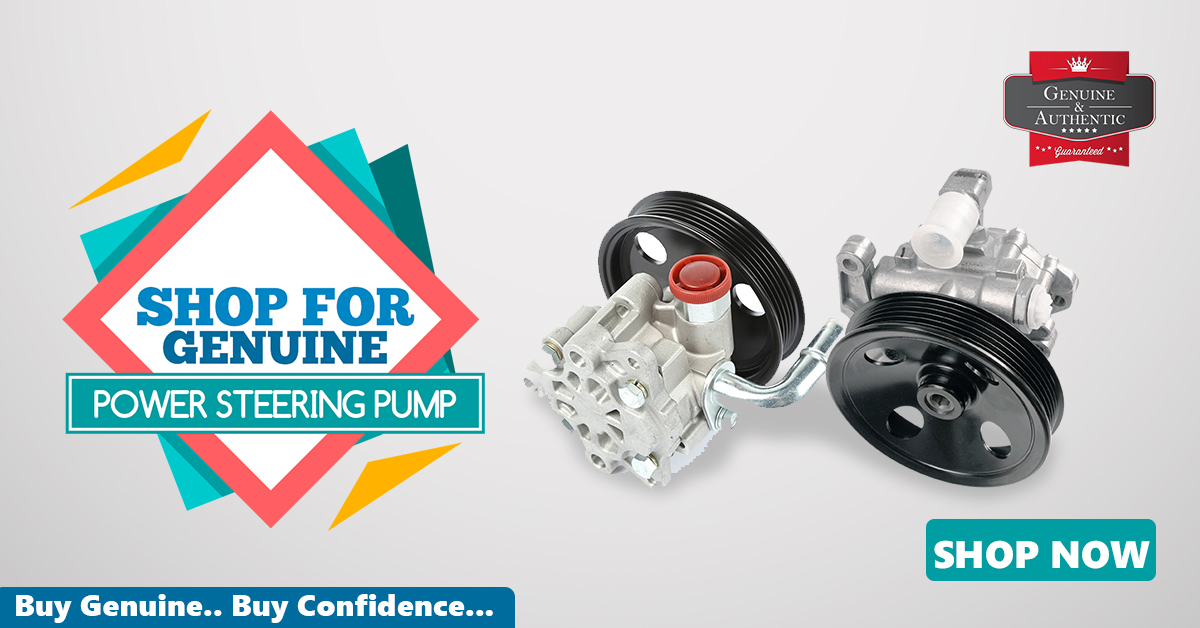 GENUINE
&
AUTHENTIC
Guaranteed
SHOP FOR
GENUINE
POWER STEERING PUMP
SHOP NOW
Buy Genuine.. Buy Confidence...